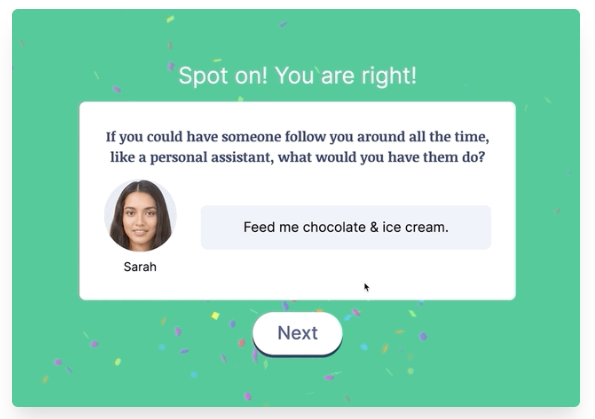 Spot on! You are right!
If you could have someone follow you around all the time,
like a personal assistant, what would you have them do?
Feed me chocolate & ice cream.
Sarah
Next